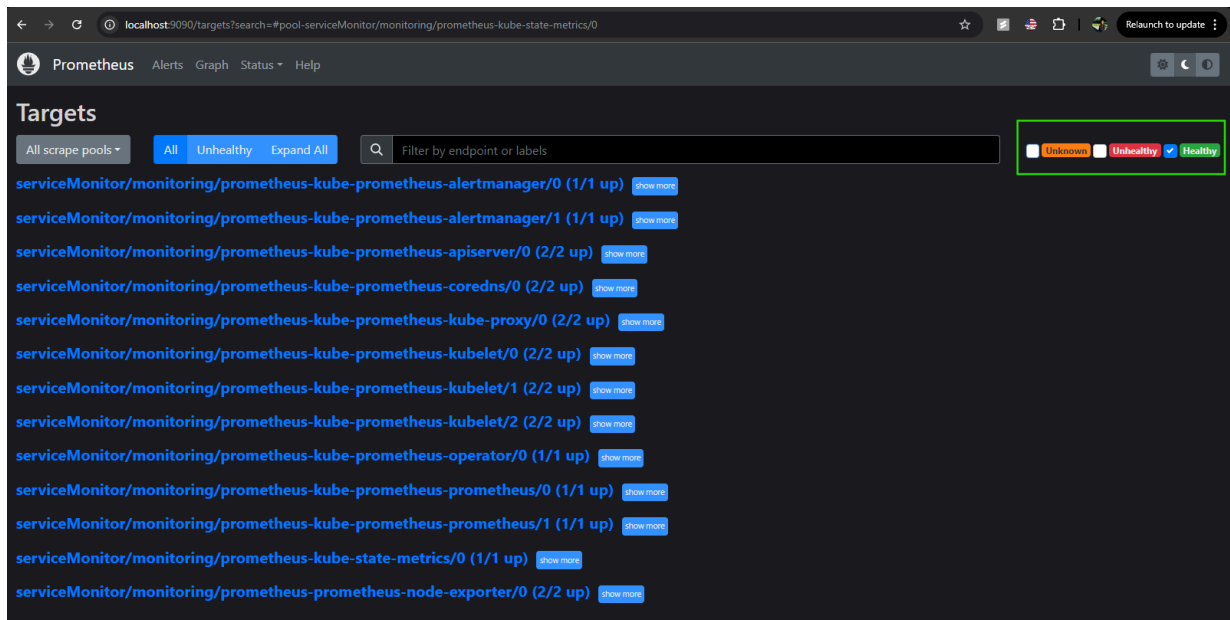 localhost:9090/targets?search=#pool-serviceMonitor/monitoring/prometheus-kube-state-metrics/0 Relaunch to update
Prometheus Alerts Graph Status Help
Targets
All scrape pools All Unhealthy Expand All Filter by endpoint or labels Unknown Unhealthy Healthy
serviceMonitor/monitoring/prometheus-kube-prometheus-alertmanager/0 (1/1 up) show more
serviceMonitor/monitoring/prometheus-kube-prometheus-alertmanager/1 (1/1 up) show more
serviceMonitor/monitoring/prometheus-kube-prometheus-apiserver/0 (2/2 up) show more
serviceMonitor/monitoring/prometheus-kube-prometheus-coredns/0 (2/2 up) show more
serviceMonitor/monitoring/prometheus-kube-prometheus-kube-proxy/0 (2/2 up) show more
serviceMonitor/monitoring/prometheus-kube-prometheus-kubelet/0 (2/2 up) show more
serviceMonitor/monitoring/prometheus-kube-prometheus-kubelet/1 (2/2 up) show more
serviceMonitor/monitoring/prometheus-kube-prometheus-kubelet/2 (2/2 up) show more
serviceMonitor/monitoring/prometheus-kube-prometheus-operator/0 (1/1 up) show more
serviceMonitor/monitoring/prometheus-kube-prometheus-prometheus/0 (1/1 up) show more
serviceMonitor/monitoring/prometheus-kube-prometheus-prometheus/1 (1/1 up) show more
serviceMonitor/monitoring/prometheus-kube-state-metrics/0 (1/1 up) show more
serviceMonitor/monitoring/prometheus-prometheus-node-exporter/0 (2/2 up) show more